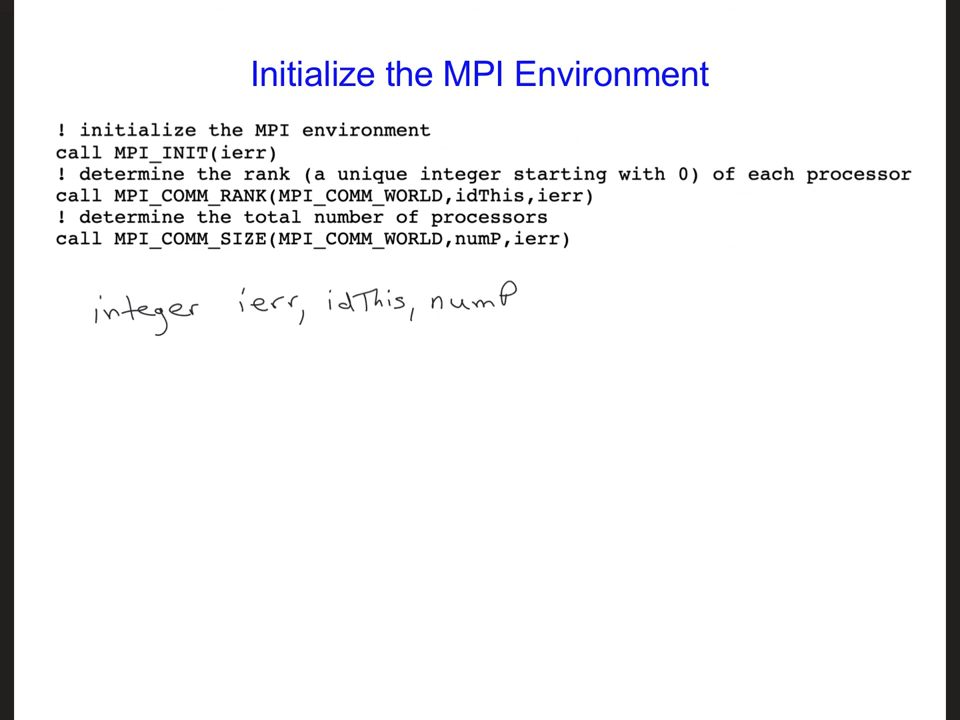 Initialize the MPI Environment
! initialize the MPI environment
call MPI_INIT(ierr)
! determine the rank (a unique integer starting with 0) of each processor
call MPI_COMM_RANK(MPI_COMM_WORLD,idThis,ierr)
! determine the total number of processors
call MPI_COMM_SIZE(MPI_COMM_WORLD,numP,ierr)
integer ierr, idThis, numP